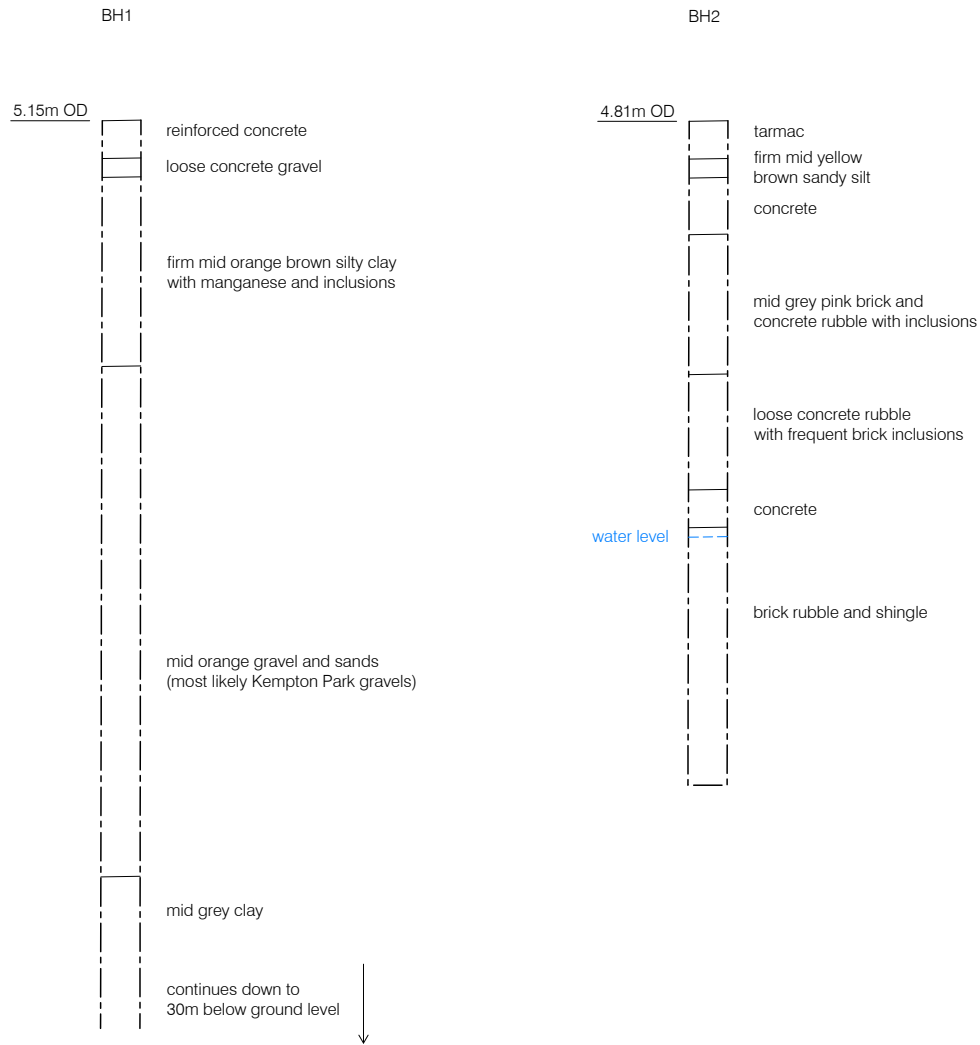 BH1
5.15m OD
reinforced concrete
loose concrete gravel
firm mid orange brown silty clay
with manganese and inclusions
mid orange gravel and sands
(most likely Kempton Park gravels)
mid grey clay
continues down to
30m below ground level
BH2
4.81m OD
tarmac
firm mid yellow
brown sandy silt
concrete
mid grey pink brick and
concrete rubble with inclusions
loose concrete rubble
with frequent brick inclusions
concrete
water level
brick rubble and shingle